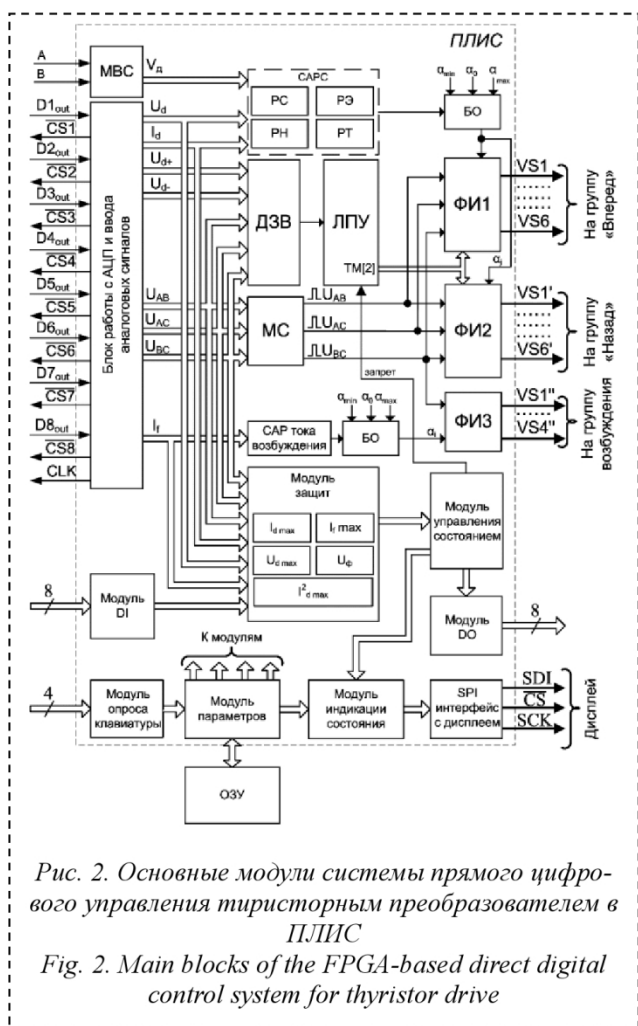 ПЛИС
A
B
МВС
Vд
САРС
РС
РЭ
РН
РТ
αmin
α0
αmax
БО
D1out
CS1
D2out
CS2
D3out
CS3
D4out
CS4
D5out
CS5
D6out
CS6
D7out
CS7
D8out
CS8
CLK
Блок работы с АЦП и ввода
аналоговых сигналов
Ud
Id
Ud+
Ud-
UAB
UAC
UBC
If
ДЗВ
ЛПУ
ТМ[2]
ФИ1
VS1
VS6
На группу
«Вперед»
αi
МС
UAB
UAC
UBC
ФИ2
VS1'
VS6'
На группу
«Назад»
запрет
αmin
α0
αmax
САР тока
возбуждения
БО
αi
ФИ3
VS1''
VS4''
На группу
возбуждения
Модуль
защит
Id max
If max
Ud max
Uф
I2d max
Модуль
управления
состоянием
8
Модуль
DI
Модуль
DO
8
К модулям
4
Модуль
опроса
клавиатуры
Модуль
параметров
Модуль
индикации
состояния
SPI
интерфейс
с дисплеем
SDI
CS
SCK
Дисплей
ОЗУ
Рис. 2. Основные модули системы прямого цифро-
вого управления тиристорным преобразователем в
ПЛИС
Fig. 2. Main blocks of the FPGA-based direct digital
control system for thyristor drive